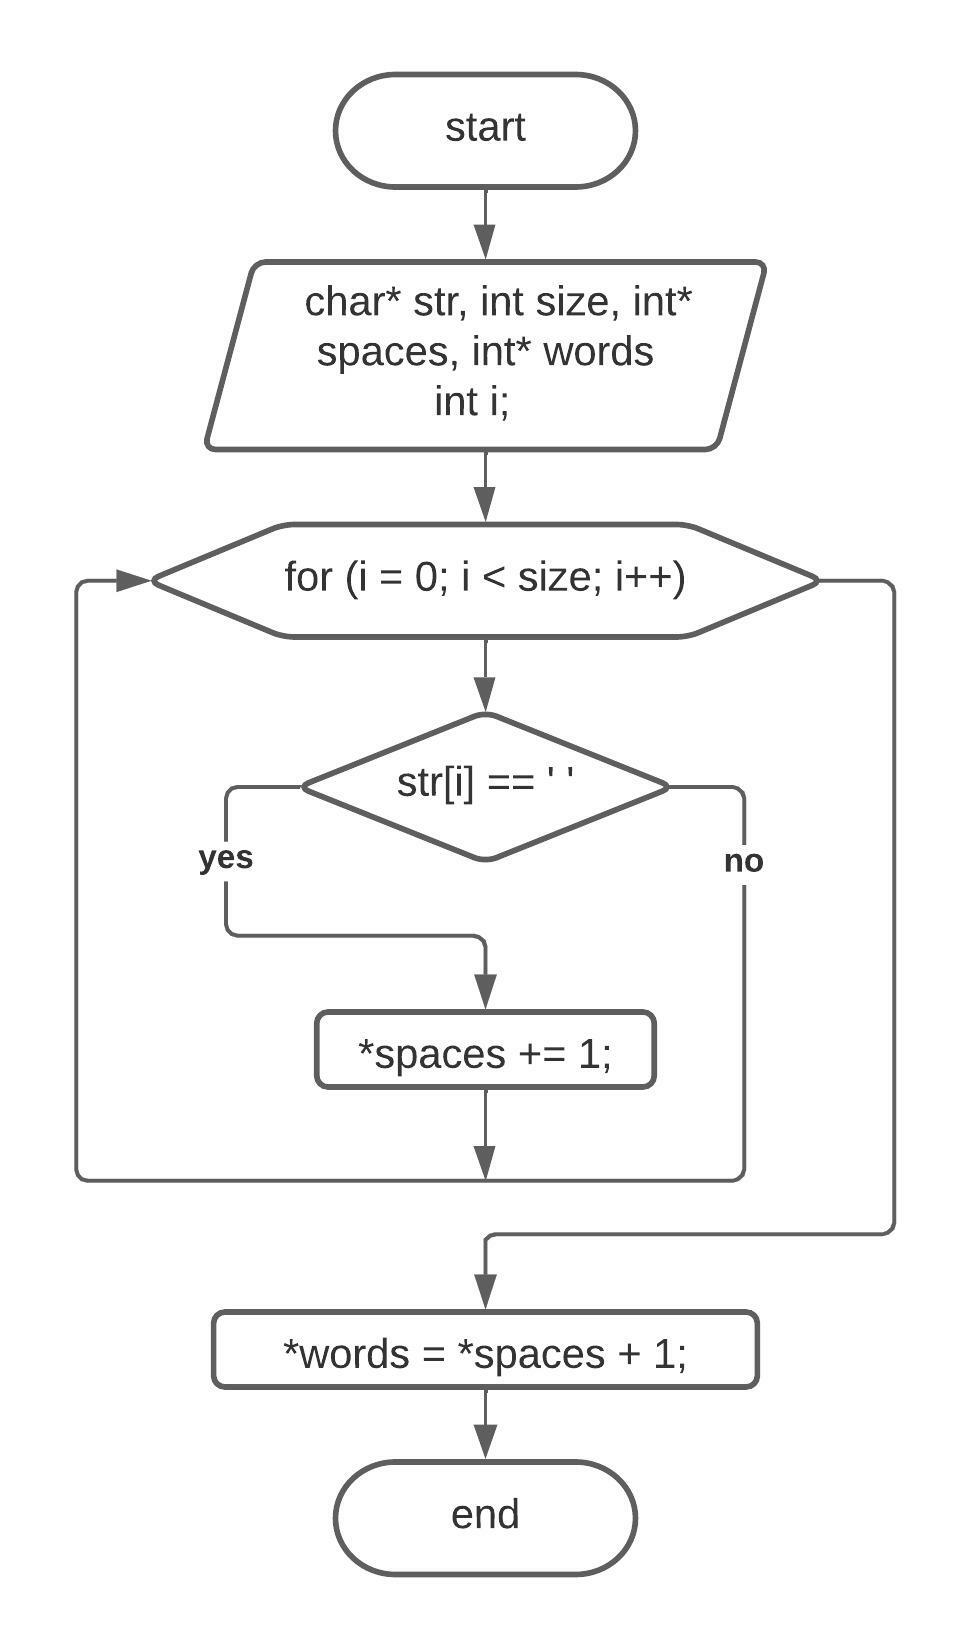 start
char* str, int size, int*
spaces, int* words
int i;
for (i = 0; i < size; i++)
str[i] == ' '
yes
no
*spaces += 1;
*words = *spaces + 1;
end